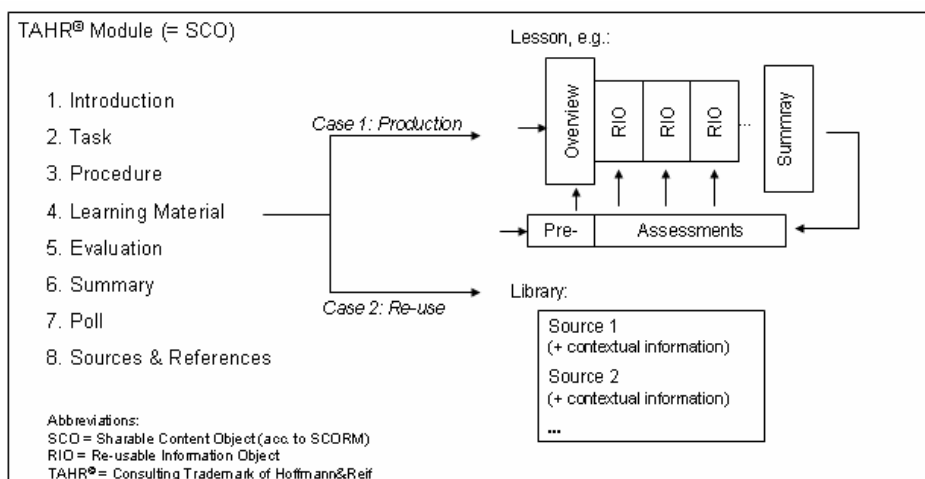 TAHR® Module (= SCO)
1. Introduction
2. Task
3. Procedure
4. Learning Material
5. Evaluation
6. Summary
7. Poll
8. Sources & References
Case 1: Production
Case 2: Re-use
Lesson, e.g.:
Overview
RIO
RIO
RIO
...
Summray
Pre-
Assessments
Library:
Source 1
(+ contextual information)
Source 2
(+ contextual information)
...
Abbreviations:
SCO = Sharable Content Object (acc. to SCORM)
RIO = Re-usable Information Object
TAHR® = Consulting Trademark of Hoffmann&Reif